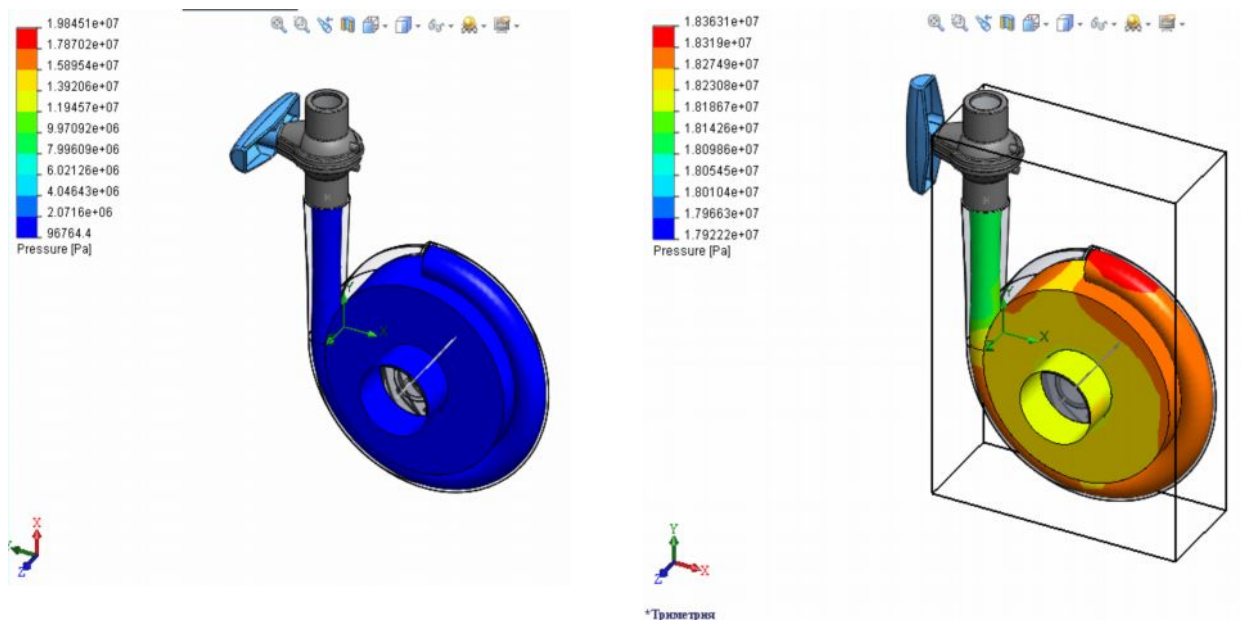 1.98451e+07
1.78702e+07
1.58954e+07
1.39206e+07
1.19457e+07
9.97092e+06
7.99609e+06
6.02126e+06
4.04643e+06
2.0716e+06
96764.4
Pressure [Pa]
Y
X
X
Y
Z
1.83631e+07
1.8319e+07
1.82749e+07
1.82308e+07
1.81867e+07
1.81426e+07
1.80986e+07
1.80545e+07
1.80104e+07
1.79663e+07
1.79222e+07
Pressure [Pa]
Y
X
Z
Y
X
Z
*Триметрия